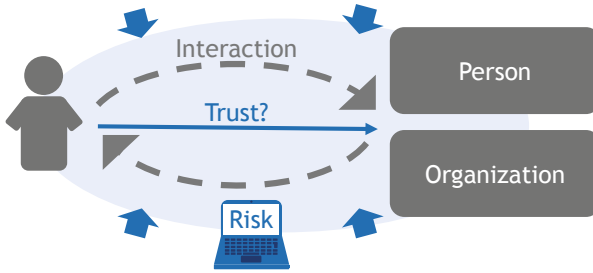 Interaction
Person
Trust?
Organization
Risk